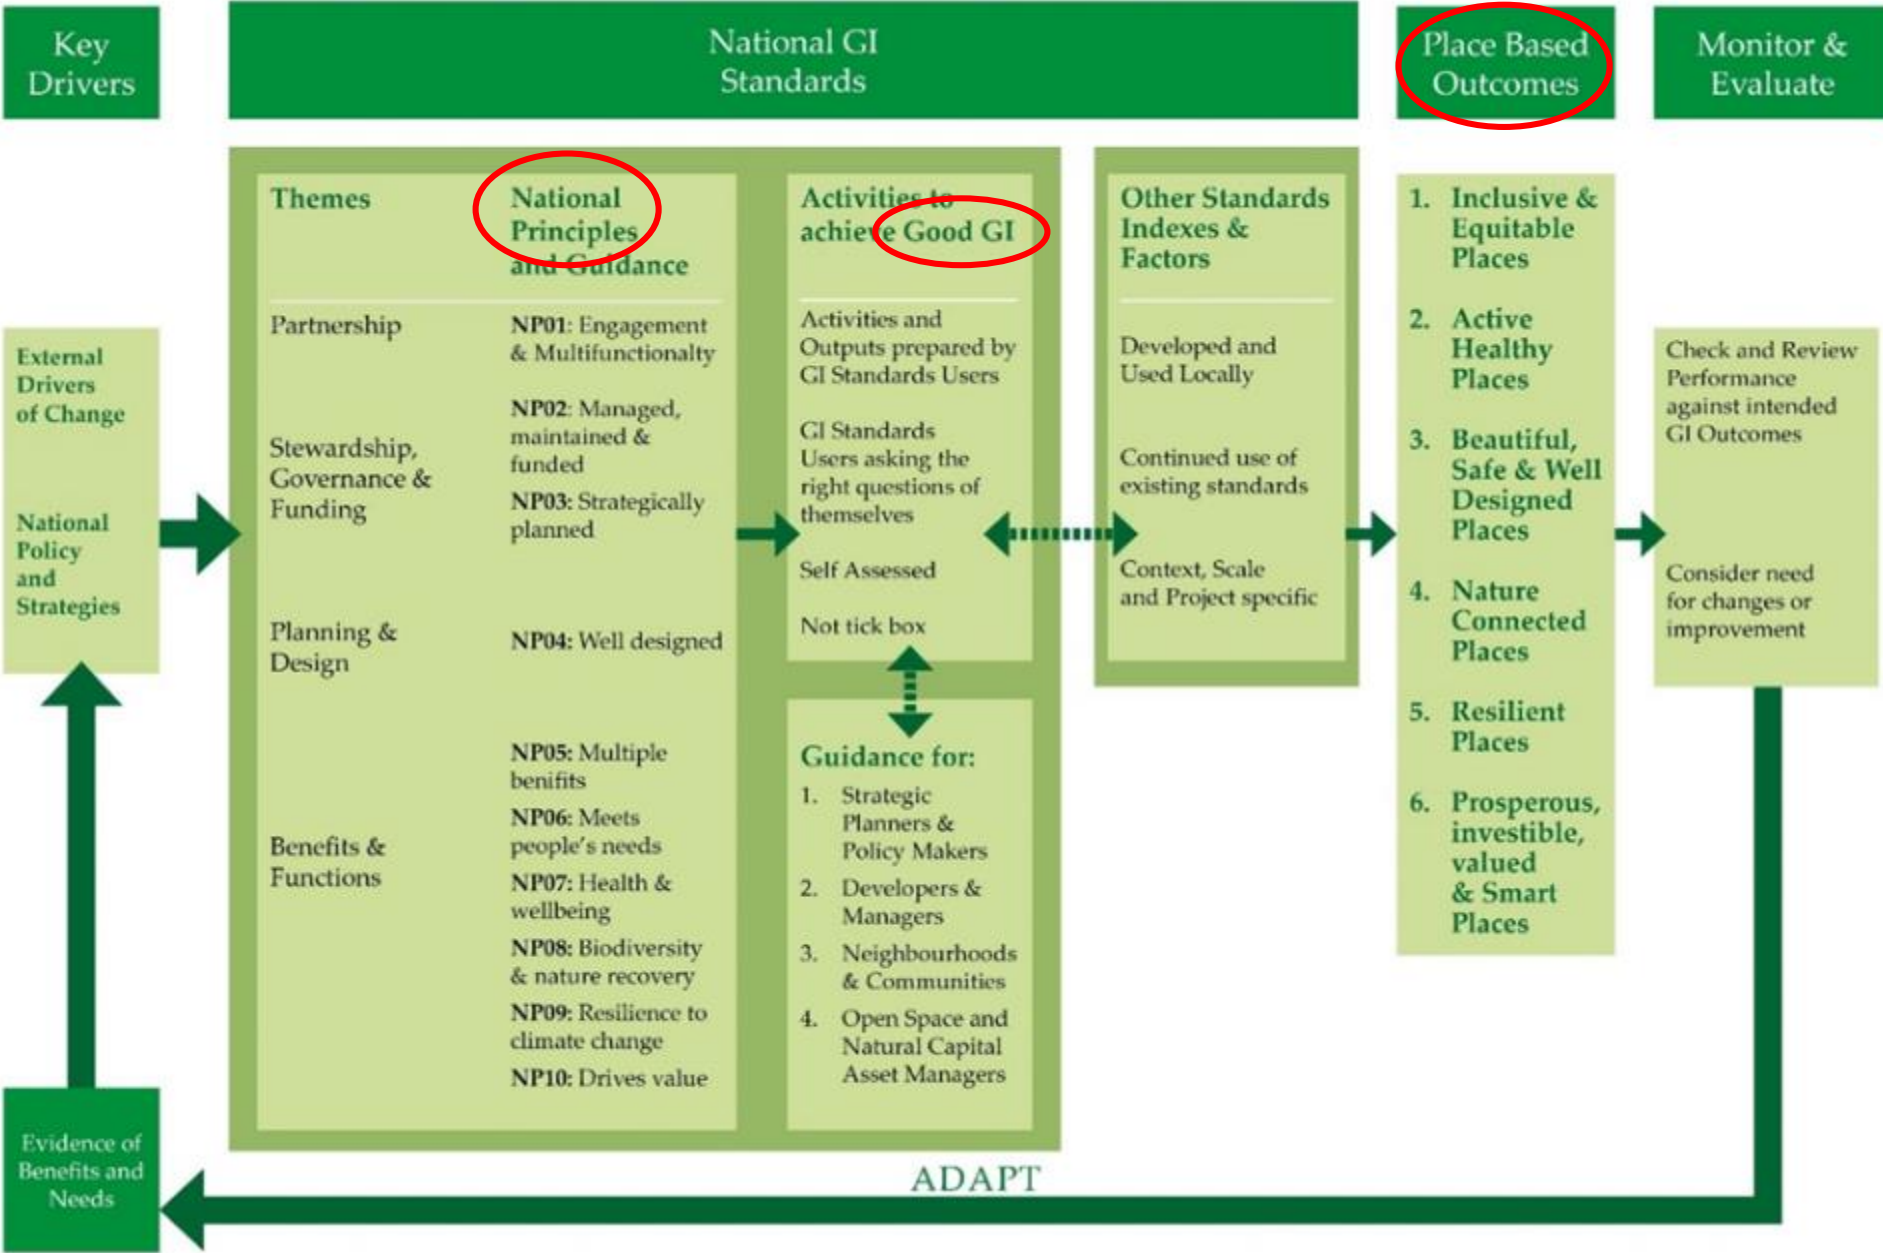 Key
Drivers
National GI
Standards
Place Based
Outcomes
Monitor &
Evaluate
External
Drivers
of Change
National
Policy
and
Strategies
Evidence of
Benefits and
Needs
Themes
Partnership
Stewardship,
Governance &
Funding
Planning &
Design
Benefits &
Functions
National
Principles
and Guidance
NP01: Engagement
& Multifunctionalty
NP02: Managed,
maintained &
funded
NP03: Strategically
planned
NP04: Well designed
NP05: Multiple
benifits
NP06: Meets
people's needs
NP07: Health &
wellbeing
NP08: Biodiversity
& nature recovery
NP09: Resilience to
climate change
NP10: Drives value
Activities to
achieve Good GI
Activities and
Outputs prepared by
GI Standards Users
GI Standards
Users asking the
right questions of
themselves
Self Assessed
Not tick box
Guidance for:
1. Strategic
Planners &
Policy Makers
2. Developers &
Managers
3. Neighbourhoods
& Communities
4. Open Space and
Natural Capital
Asset Managers
Other Standards
Indexes &
Factors
Developed and
Used Locally
Continued use of
existing standards
Context, Scale
and Project specific
1. Inclusive &
Equitable
Places
2. Active
Healthy
Places
3. Beautiful,
Safe & Well
Designed
Places
4. Nature
Connected
Places
5. Resilient
Places
6. Prosperous,
investible,
valued
& Smart
Places
Check and Review
Performance
against intended
GI Outcomes
Consider need
for changes or
improvement
ADAPT